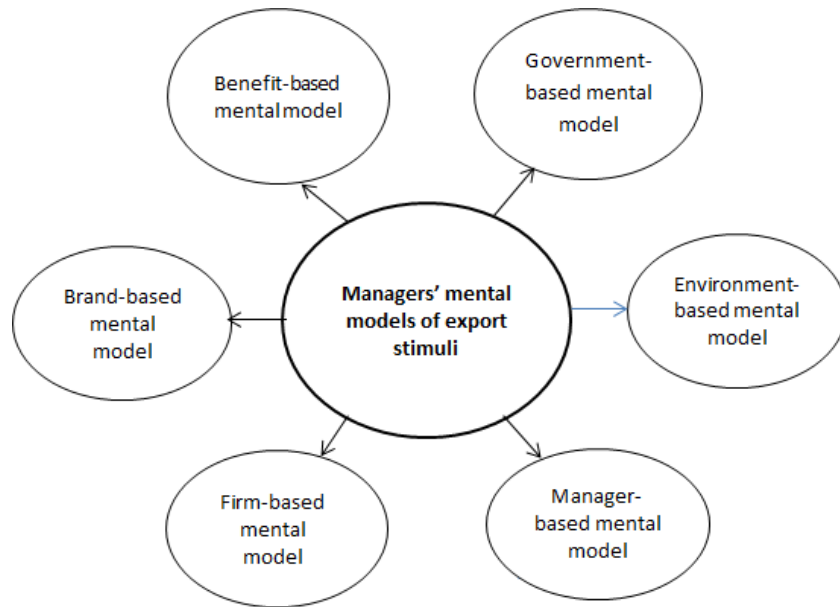 Benefit-based
mental model
Government-
based mental
model
Brand-based
mental
model
Managers’ mental
models of export
stimuli
Environment-
based mental
model
Firm-based
mental
model
Manager-
based mental
model